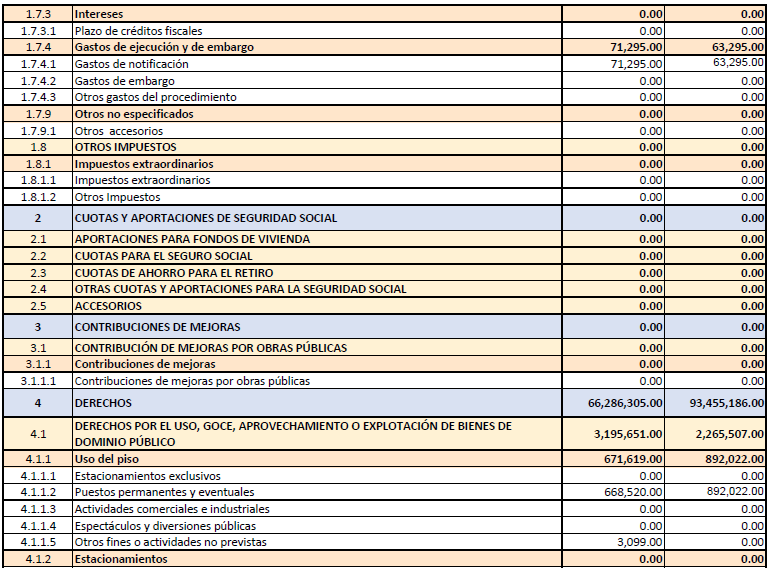 1.7.3 Intereses 0.00 0.00
1.7.3.1 Plazo de créditos fiscales 0.00 0.00
1.7.4 Gastos de ejecución y de embargo 71,295.00 63,295.00
1.7.4.1 Gastos de notificación 71,295.00 63,295.00
1.7.4.2 Gastos de embargo 0.00 0.00
1.7.4.3 Otros gastos del procedimiento 0.00 0.00
1.7.9 Otros no especificados 0.00 0.00
1.7.9.1 Otros accesorios 0.00 0.00
1.8 OTROS IMPUESTOS 0.00 0.00
1.8.1 Impuestos extraordinarios 0.00 0.00
1.8.1.1 Impuestos extraordinarios 0.00 0.00
1.8.1.2 Otros Impuestos 0.00 0.00
2 CUOTAS Y APORTACIONES DE SEGURIDAD SOCIAL 0.00 0.00
2.1 APORTACIONES PARA FONDOS DE VIVIENDA 0.00 0.00
2.2 CUOTAS PARA EL SEGURO SOCIAL 0.00 0.00
2.3 CUOTAS DE AHORRO PARA EL RETIRO 0.00 0.00
2.4 OTRAS CUOTAS Y APORTACIONES PARA LA SEGURIDAD SOCIAL 0.00 0.00
2.5 ACCESORIOS 0.00 0.00
3 CONTRIBUCIONES DE MEJORAS 0.00 0.00
3.1 CONTRIBUCIÓN DE MEJORAS POR OBRAS PÚBLICAS 0.00 0.00
3.1.1 Contribuciones de mejoras 0.00 0.00
3.1.1.1 Contribuciones de mejoras por obras públicas 0.00 0.00
4 DERECHOS 66,286,305.00 93,455,186.00
4.1 DERECHOS POR EL USO, GOCE, APROVECHAMIENTO O EXPLOTACIÓN DE BIENES DE
DOMINIO PÚBLICO 3,195,651.00 2,265,507.00
4.1.1 Uso del piso 671,619.00 892,022.00
4.1.1.1 Estacionamientos exclusivos 0.00 0.00
4.1.1.2 Puestos permanentes y eventuales 668,520.00 892,022.00
4.1.1.3 Actividades comerciales e industriales 0.00 0.00
4.1.1.4 Espectáculos y diversiones públicas 0.00 0.00
4.1.1.5 Otros fines o actividades no previstas 3,099.00 0.00
4.1.2 Estacionamientos 0.00 0.00